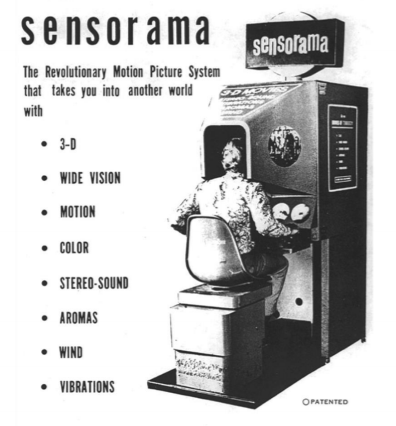 sensorama
sensorama
The Revolutionary Motion Picture System
that takes you into another world
with
• 3-D
• WIDE VISION
• MOTION
• COLOR
• STEREO-SOUND
• AROMAS
• WIND
• VIBRATIONS
3-D MOVIES
PATENTED